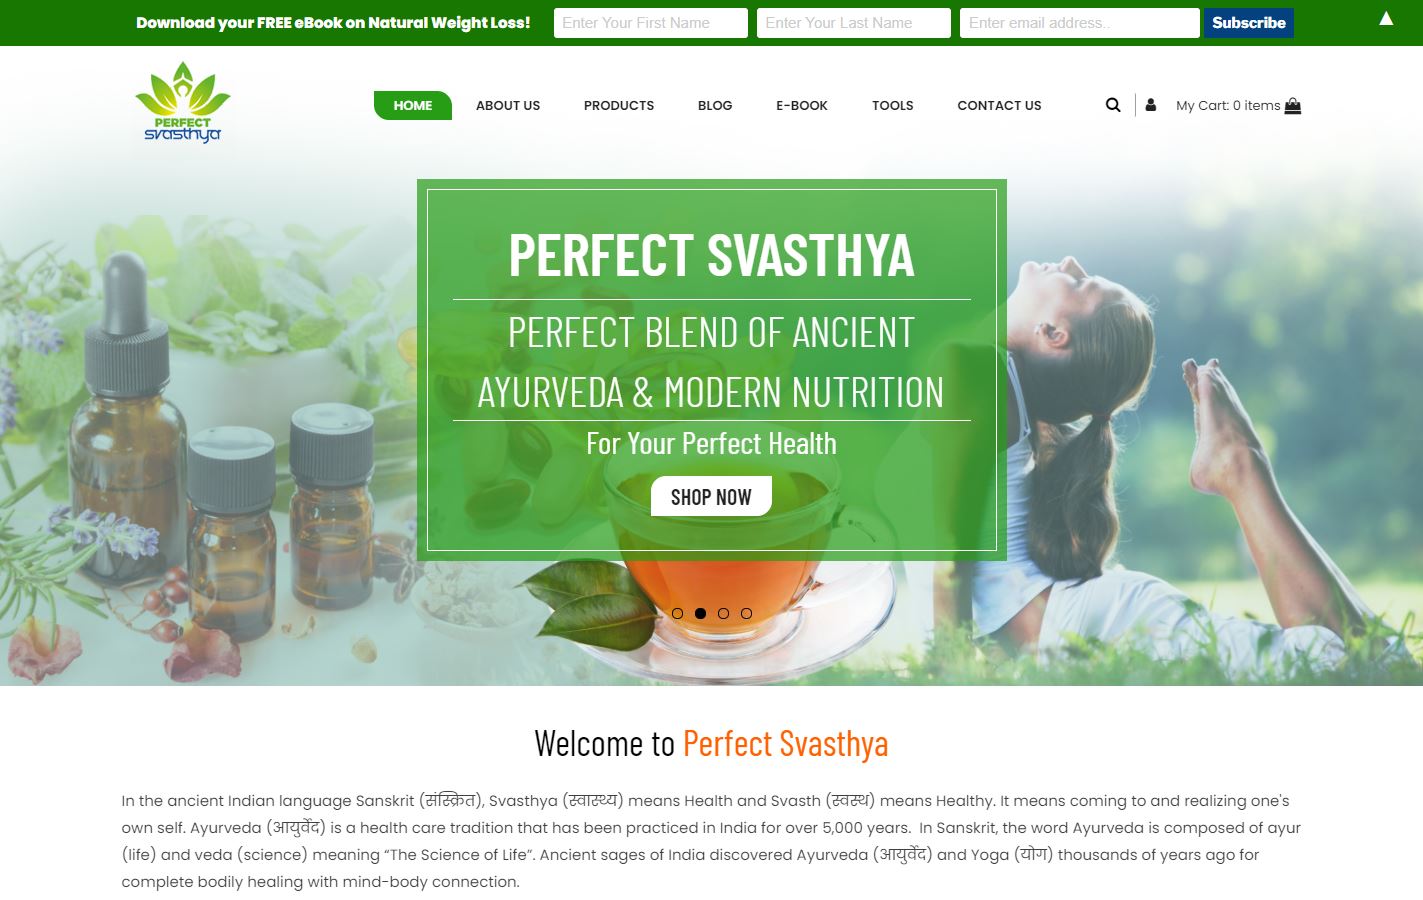 Download your FREE eBook on Natural Weight Loss!
Enter Your First Name
Enter Your Last Name
Enter email address..
Subscribe
PERFECT
svasthya
HOME
ABOUT US
PRODUCTS
BLOG
E-BOOK
TOOLS
CONTACT US
My Cart: 0 items
PERFECT SVASTHYA
PERFECT BLEND OF ANCIENT
AYURVEDA & MODERN NUTRITION
For Your Perfect Health
SHOP NOW
Welcome to Perfect Svasthya
In the ancient Indian language Sanskrit (संस्क्रित), Svasthya (स्वास्थ्य) means Health and Svasth (स्वस्थ) means Healthy. It means coming to and realizing one's
own self. Ayurveda (आयुर्वेद) is a health care tradition that has been practiced in India for over 5,000 years. In Sanskrit, the word Ayurveda is composed of ayur
(life) and veda (science) meaning “The Science of Life”. Ancient sages of India discovered Ayurveda (आयुर्वेद) and Yoga (योग) thousands of years ago for
complete bodily healing with mind-body connection.